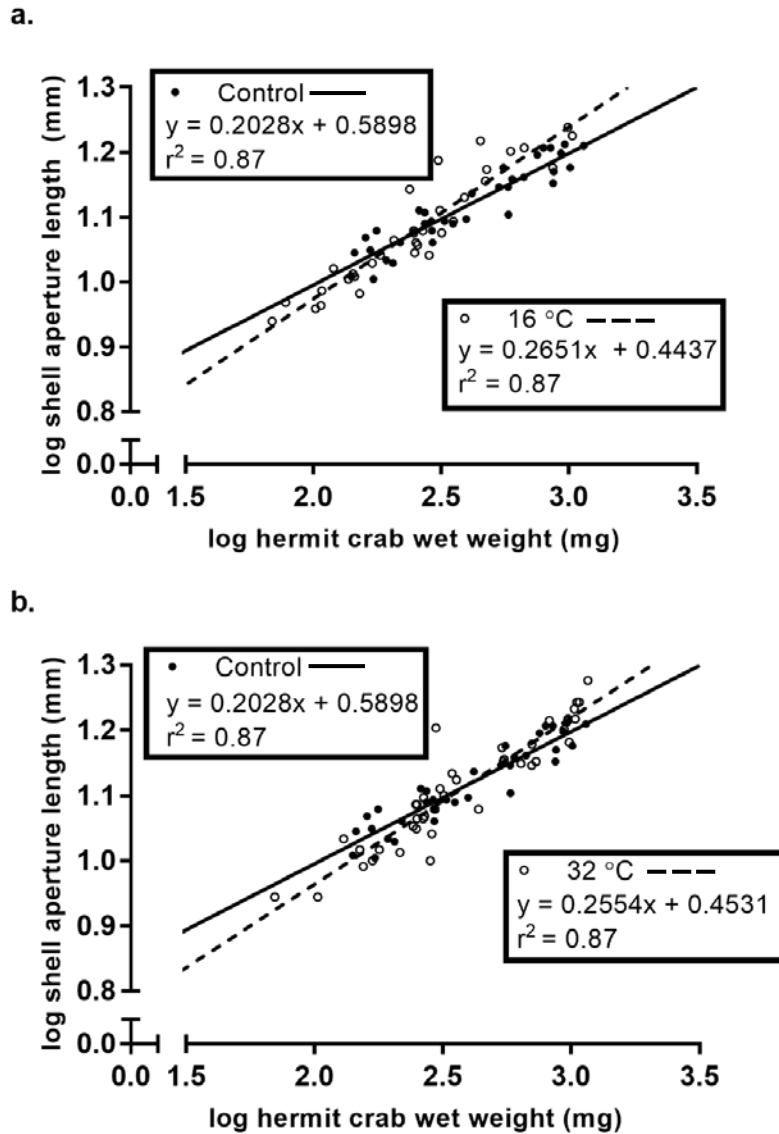 a.
Control
y = 0.2028x + 0.5898
r² = 0.87
16 °C
y = 0.2651x + 0.4437
r² = 0.87
log shell aperture length (mm)
1.3
1.2
1.1
1.0
0.9
0.8
0.0
0.0 1.5 2.0 2.5 3.0 3.5
log hermit crab wet weight (mg)
b.
Control
y = 0.2028x + 0.5898
r² = 0.87
32 °C
y = 0.2554x + 0.4531
r² = 0.87
log shell aperture length (mm)
1.3
1.2
1.1
1.0
0.9
0.8
0.0
0.0 1.5 2.0 2.5 3.0 3.5
log hermit crab wet weight (mg)